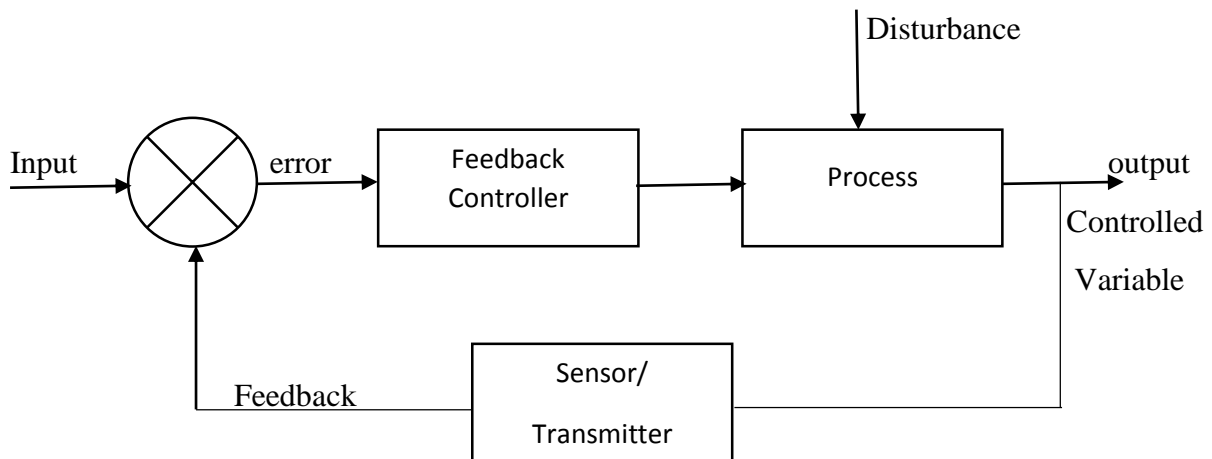 Disturbance
Input
error
Feedback
Controller
Process
output
Controlled
Variable
Sensor/
Transmitter
Feedback